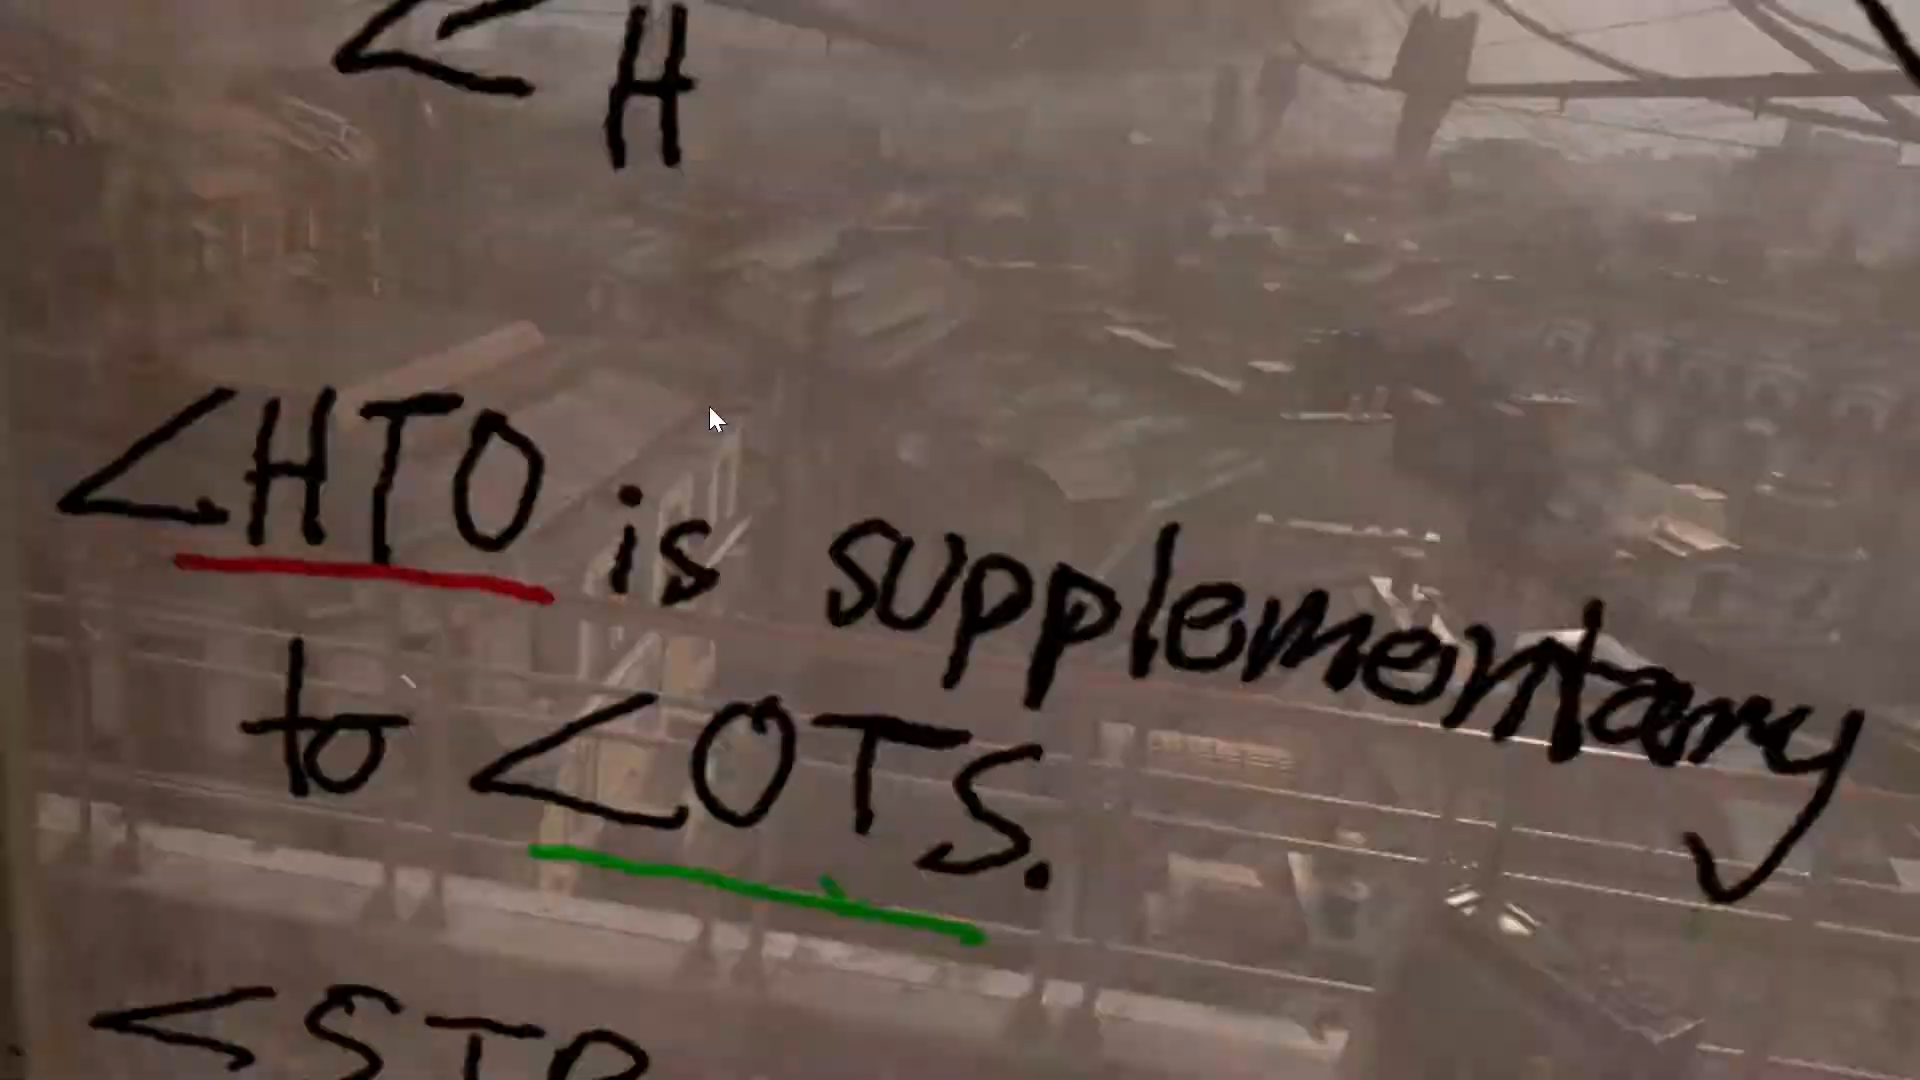 ∠H
∠HTO is supplementary
to ∠OTS.